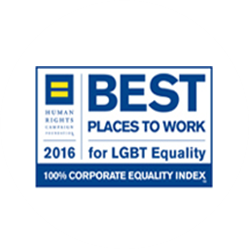 HUMAN
RIGHTS
CAMPAIGN
FOUNDATION
2016
BEST
PLACES TO WORK
for LGBT Equality
100% CORPORATE EQUALITY INDEX